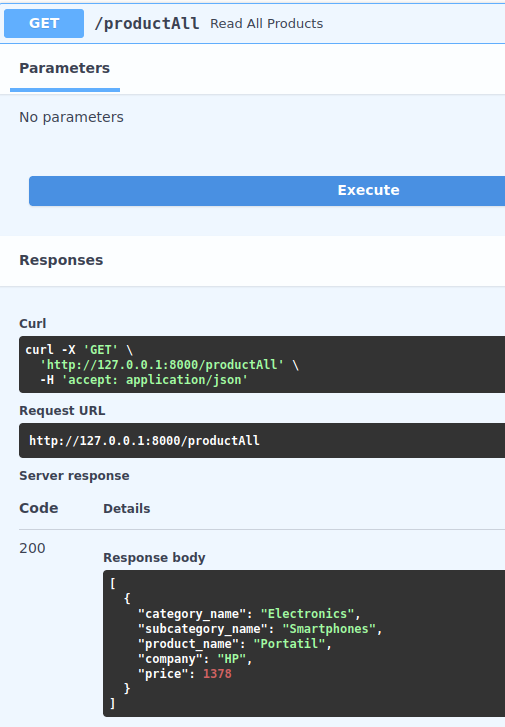 GET /productAll Read All Products
Parameters
No parameters
Execute
Responses
Curl
curl -X 'GET' \
  'http://127.0.0.1:8000/productAll' \
  -H 'accept: application/json'
Request URL
http://127.0.0.1:8000/productAll
Server response
Code Details
200
Response body
[
  {
    "category_name": "Electronics",
    "subcategory_name": "Smartphones",
    "product_name": "Portatil",
    "company": "HP",
    "price": 1378
  }
]